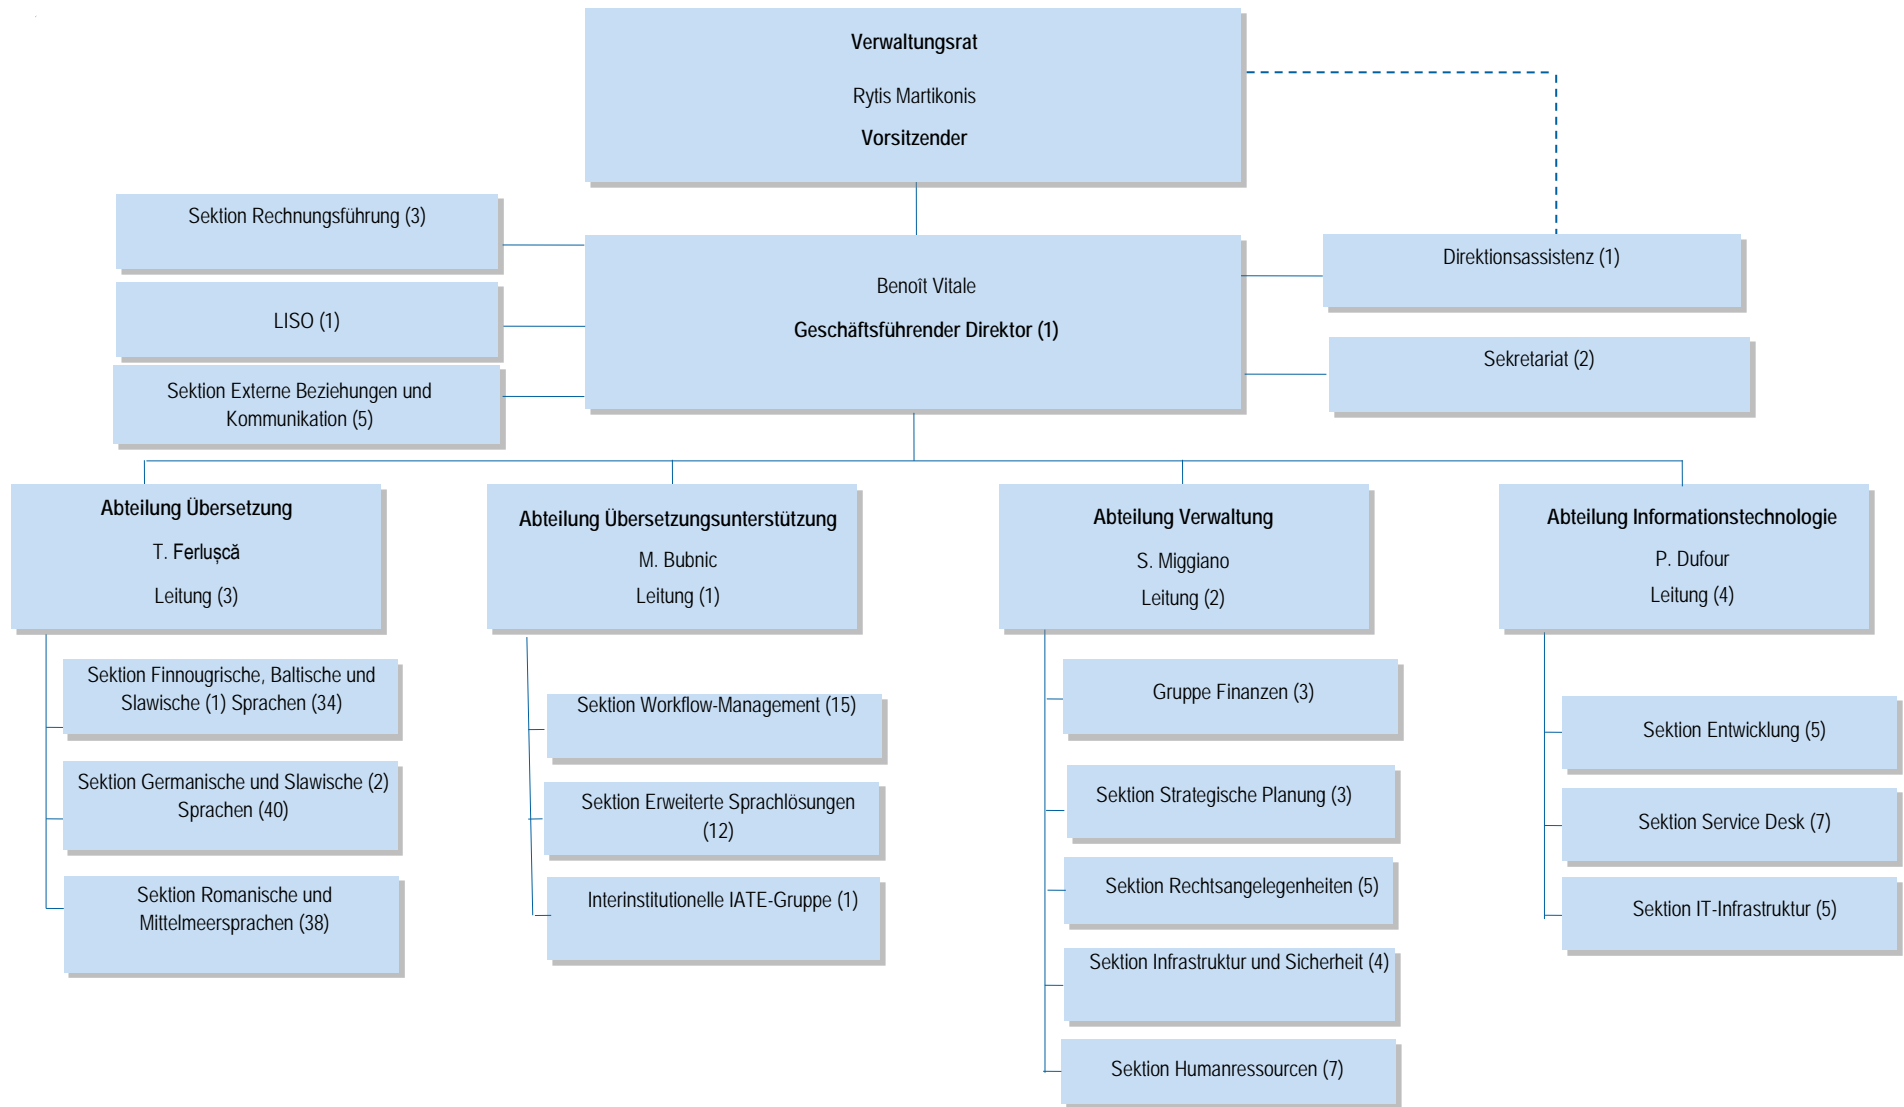 Verwaltungsrat
Rytis Martikonis
Vorsitzender
Sektion Rechnungsführung (3)
LISO (1)
Sektion Externe Beziehungen und
Kommunikation (5)
Benoît Vitale
Geschäftsführender Direktor (1)
Direktionsassistenz (1)
Sekretariat (2)
Abteilung Übersetzung
T. Ferlușcă
Leitung (3)
Sektion Finnougrische, Baltische und
Slawische (1) Sprachen (34)
Sektion Germanische und Slawische (2)
Sprachen (40)
Sektion Romanische und
Mittelmeersprachen (38)
Abteilung Übersetzungsunterstützung
M. Bubnic
Leitung (1)
Sektion Workflow-Management (15)
Sektion Erweiterte Sprachlösungen
(12)
Interinstitutionelle IATE-Gruppe (1)
Abteilung Verwaltung
S. Miggiano
Leitung (2)
Gruppe Finanzen (3)
Sektion Strategische Planung (3)
Sektion Rechtsangelegenheiten (5)
Sektion Infrastruktur und Sicherheit (4)
Sektion Humanressourcen (7)
Abteilung Informationstechnologie
P. Dufour
Leitung (4)
Sektion Entwicklung (5)
Sektion Service Desk (7)
Sektion IT-Infrastruktur (5)